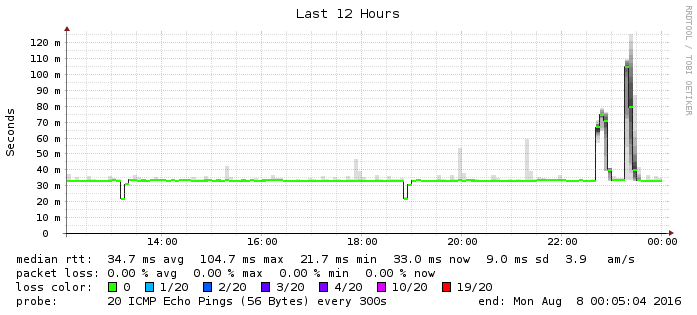 Last 12 Hours
RRDTOOL / TOBI OETIKER
Seconds
120 m
110 m
100 m
90 m
80 m
70 m
60 m
50 m
40 m
30 m
20 m
10 m
0
14:00 16:00 18:00 20:00 22:00 00:00
median rtt: 34.7 ms avg 104.7 ms max 21.7 ms min 33.0 ms now 9.0 ms sd 3.9 am/s
packet loss: 0.00 % avg 0.00 % max 0.00 % min 0.00 % now
loss color: 0 1/20 2/20 3/20 4/20 10/20 19/20
probe: 20 ICMP Echo Pings (56 Bytes) every 300s end: Mon Aug 8 00:05:04 2016